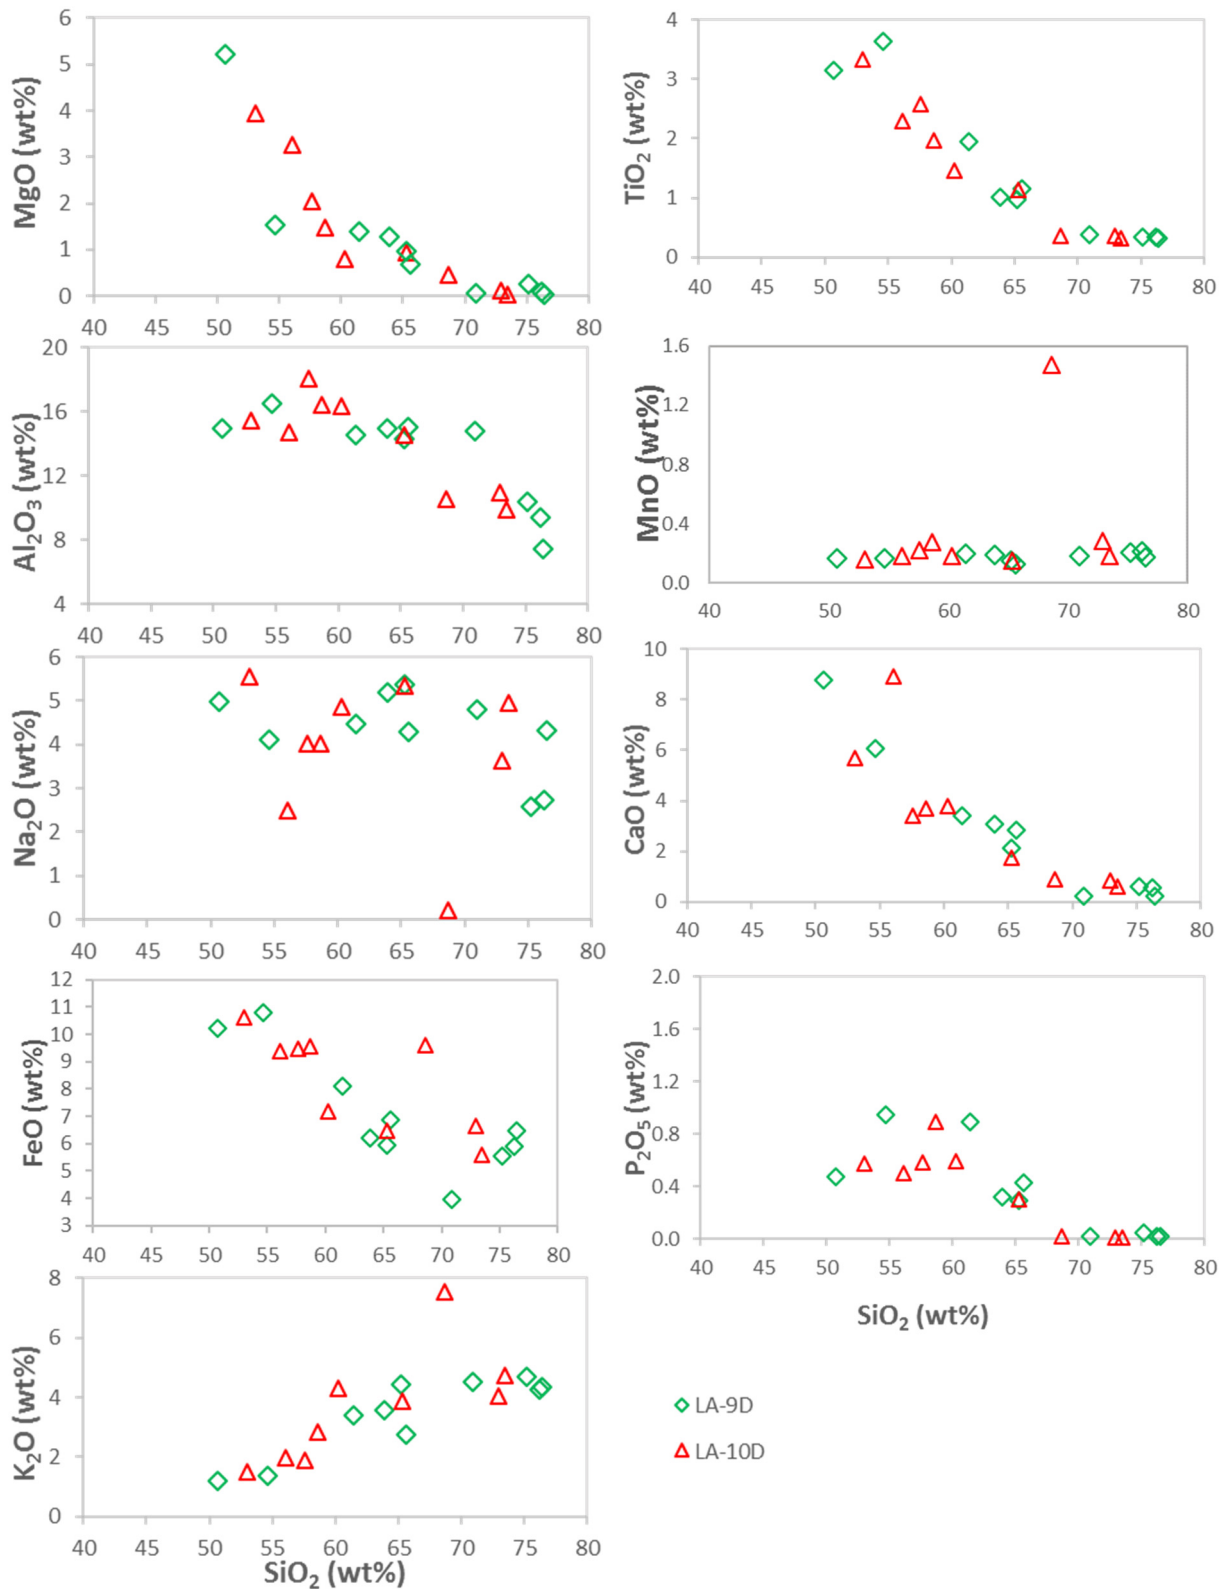 MgO (wt%)
6
5
4
3
2
1
0
40 45 50 55 60 65 70 75 80
TiO₂ (wt%)
4
3
2
1
0
40 45 50 55 60 65 70 75 80
Al₂O₃ (wt%)
20
16
12
8
4
40 45 50 55 60 65 70 75 80
MnO (wt%)
1.6
1.2
0.8
0.4
0.0
40 50 60 70 80
Na₂O (wt%)
6
5
4
3
2
1
0
40 45 50 55 60 65 70 75 80
CaO (wt%)
10
8
6
4
2
0
40 45 50 55 60 65 70 75 80
FeO (wt%)
12
11
10
9
8
7
6
5
4
3
40 45 50 55 60 65 70 75 80
P₂O₅ (wt%)
2.0
1.6
1.2
0.8
0.4
0.0
40 45 50 55 60 65 70 75 80
SiO₂ (wt%)
K₂O (wt%)
8
6
4
2
0
40 45 50 55 60 65 70 75 80
SiO₂ (wt%)
LA-9D
LA-10D